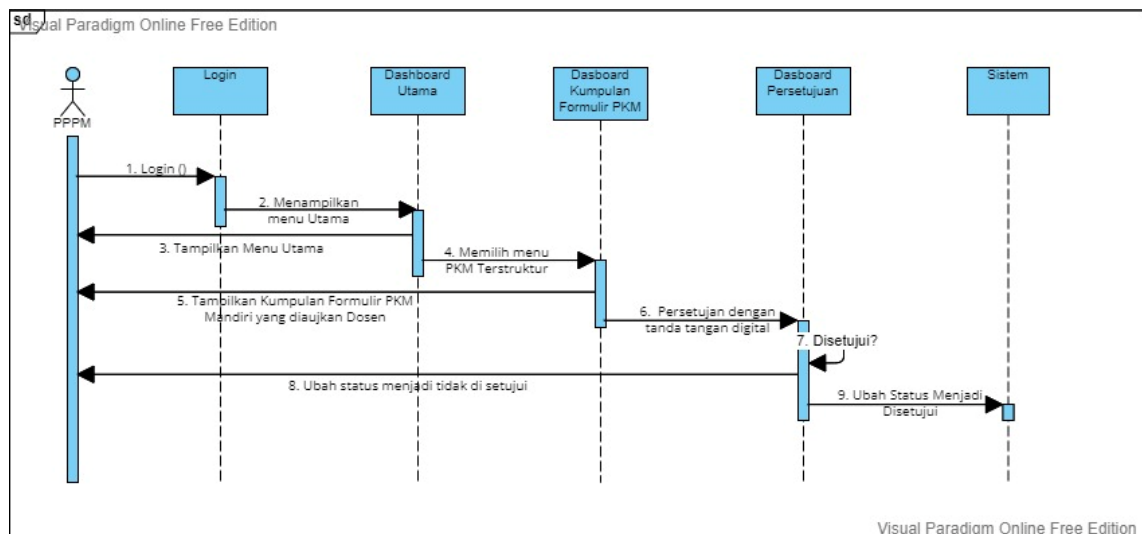 sd
Visual Paradigm Online Free Edition
PPPM
Login
Dashboard
Utama
Dasboard
Kumpulan
Formulir PKM
Dasboard
Persetujuan
Sistem
1. Login ()
2. Menampilkan
menu Utama
3. Tampilkan Menu Utama
4. Memilih menu
PKM Terstruktur
5. Tampilkan Kumpulan Formulir PKM
Mandiri yang diaujkan Dosen
6. Persetujan dengan
tanda tangan digital
7. Disetujui?
8. Ubah status menjadi tidak di setujui
9. Ubah Status Menjadi
Disetujui
Visual Paradigm Online Free Edition